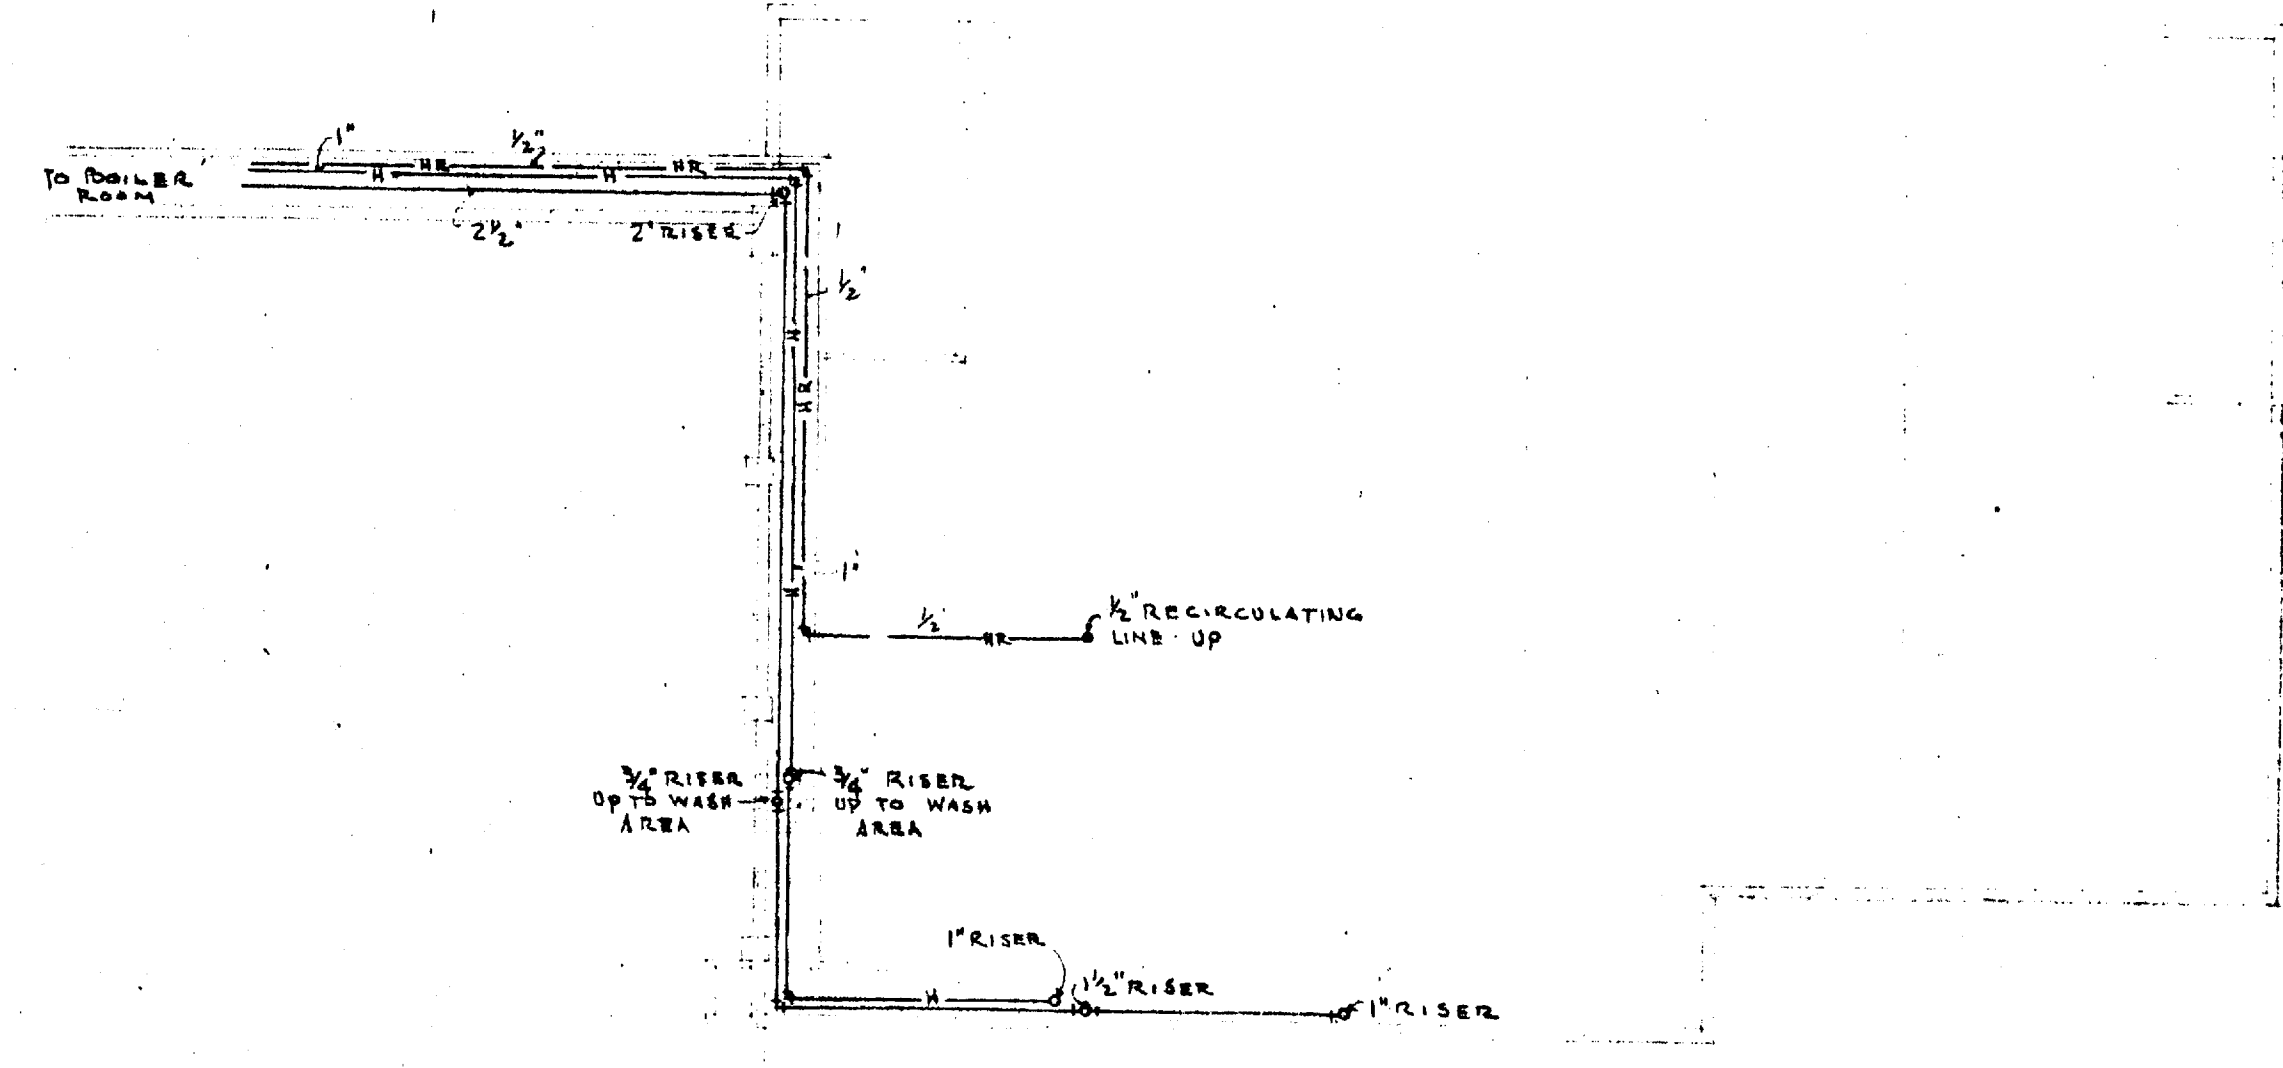 1"
1/2"
HR
HR
H
H
TO BOILER
ROOM
2 1/2"
2" RISER
1/2"
H
HR
H
1"
1/2"
HR
1/2" RECIRCULATING
LINE - UP
3/4" RISER
UP TO WASH
AREA
3/4" RISER
UP TO WASH
AREA
1" RISER
H
1 1/2" RISER
1" RISER